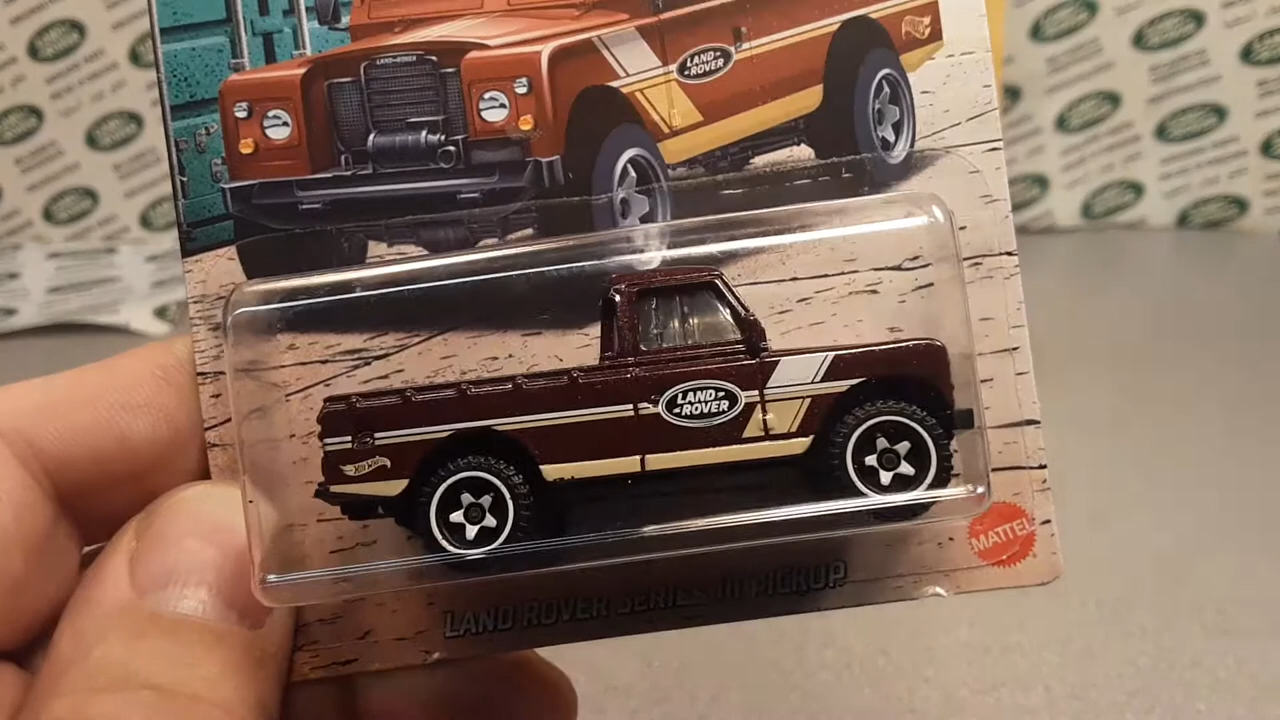 LAND-ROVER
LAND
ROVER
LAND
ROVER
HOT WHEELS
MATTEL
LAND ROVER SERIES III PICKUP